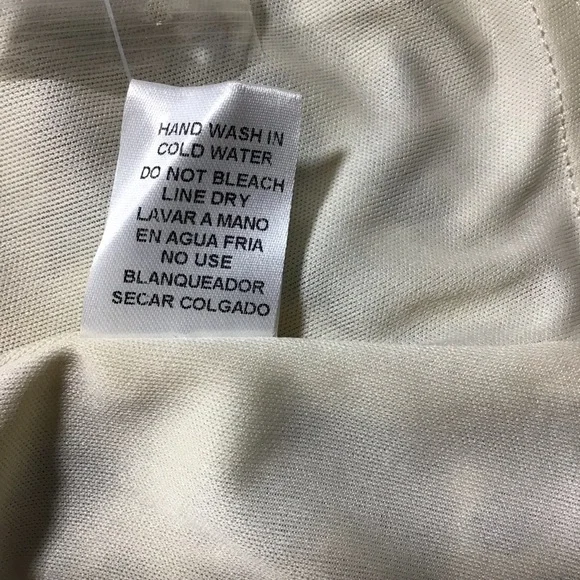 HAND WASH IN
COLD WATER
DO NOT BLEACH
LINE DRY
LAVAR A MANO
EN AGUA FRIA
NO USE
BLANQUEADOR
SECAR COLGADO